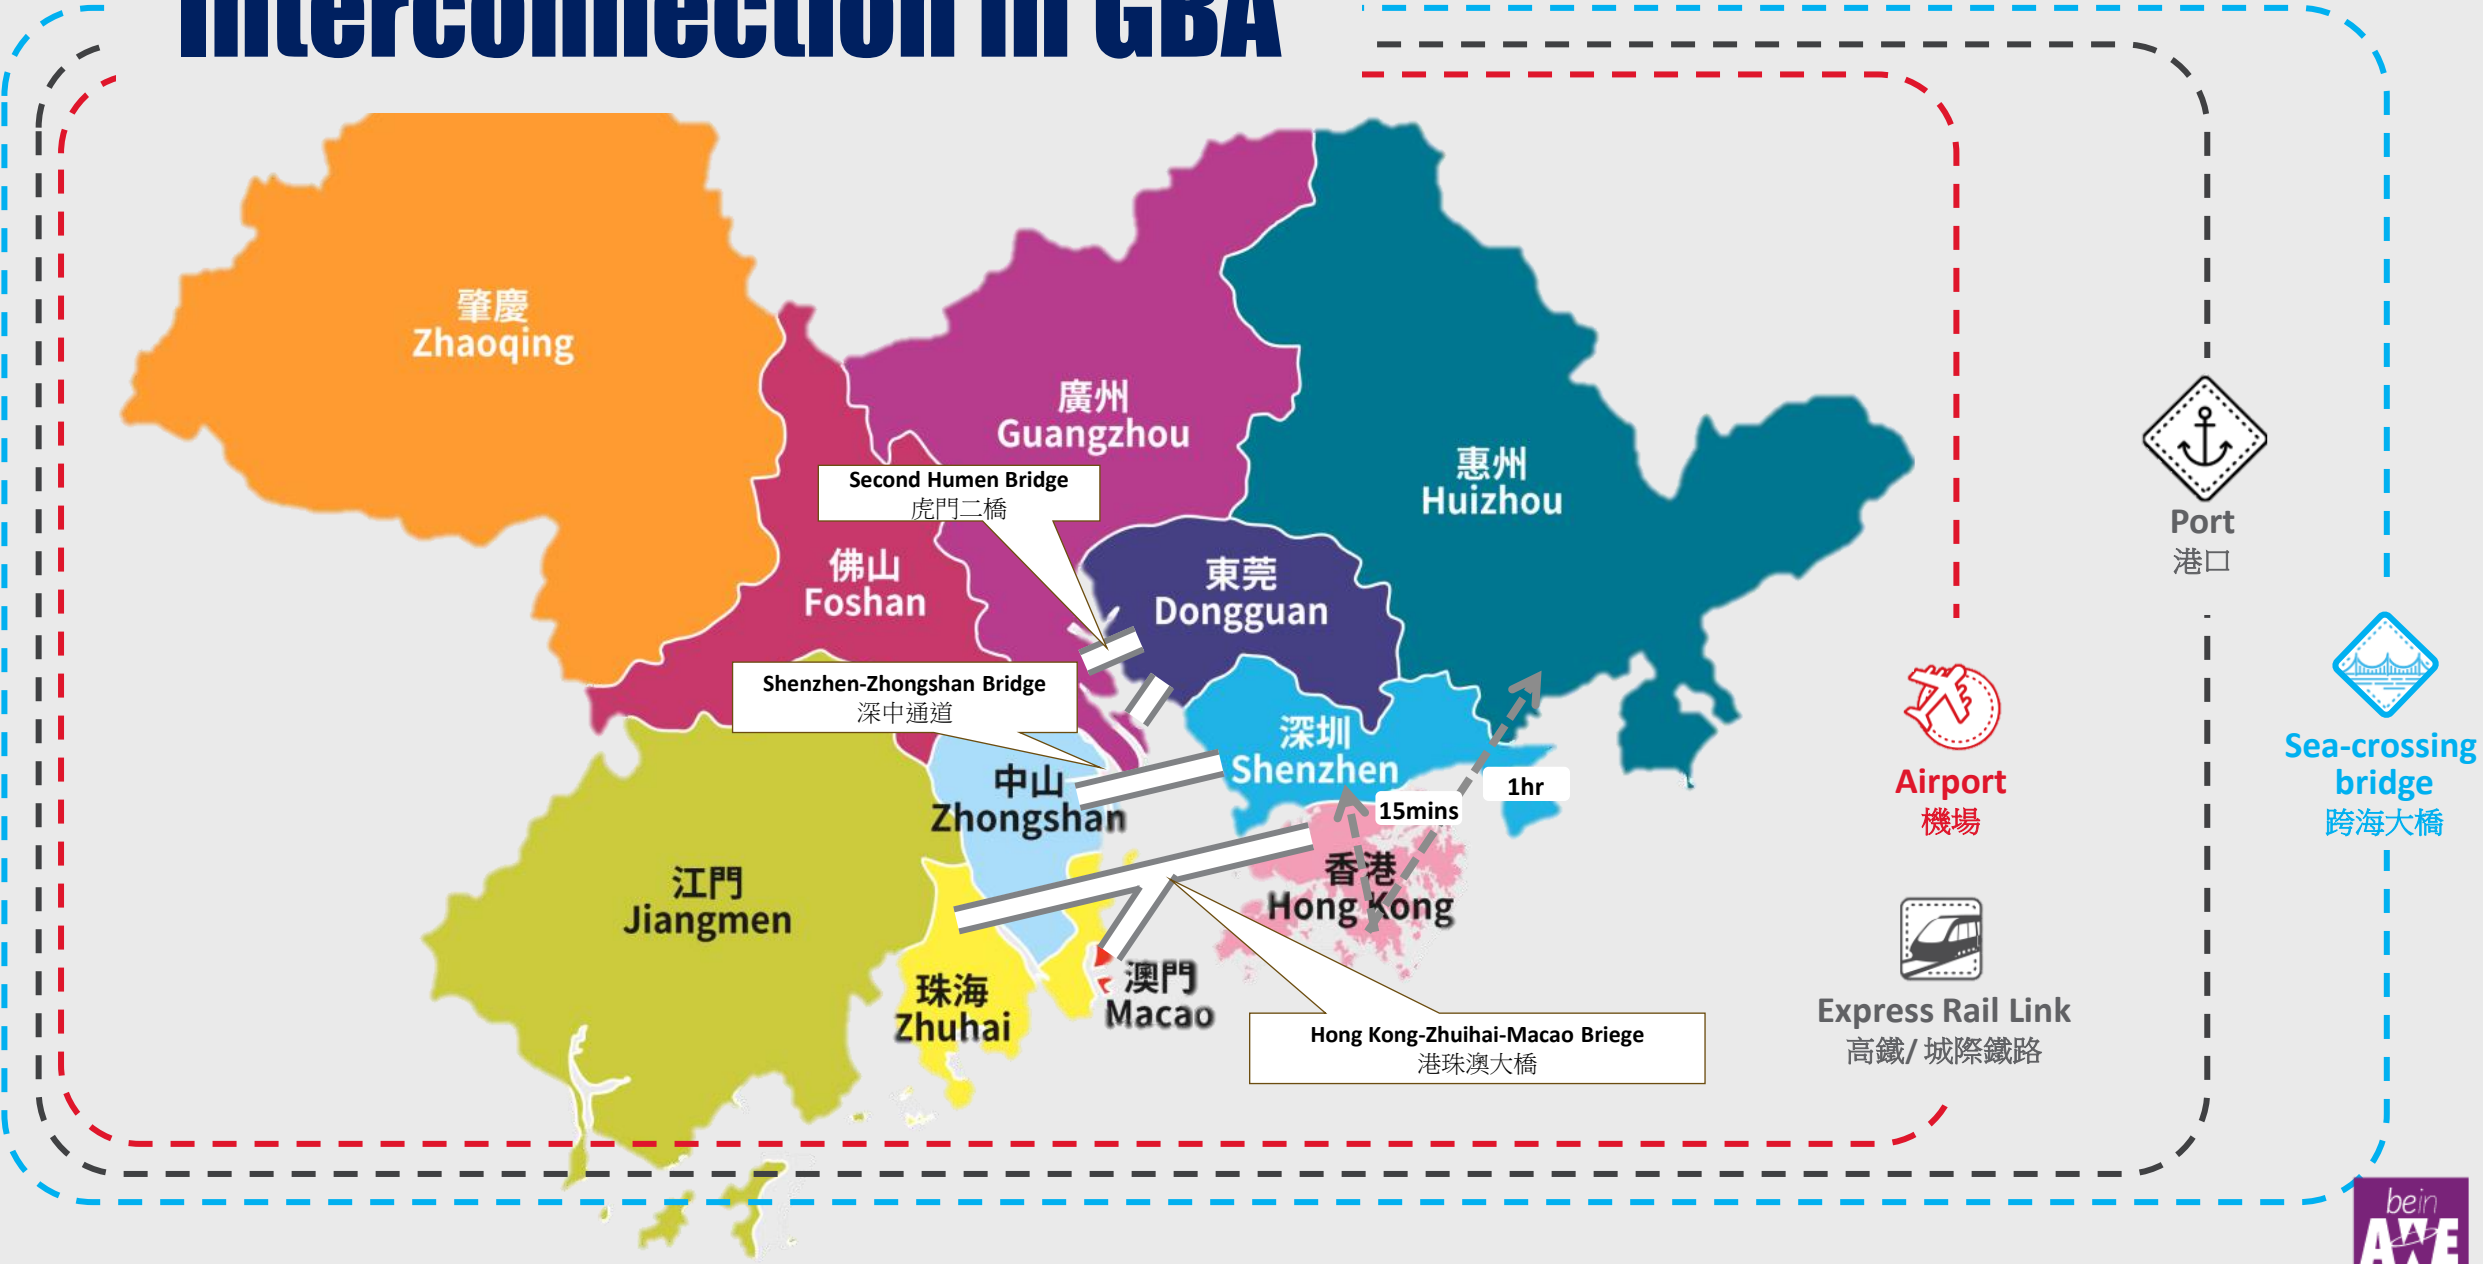 Interconnection in GBA
肇慶
Zhaoqing
廣州
Guangzhou
惠州
Huizhou
Second Humen Bridge
虎門二橋
佛山
Foshan
東莞
Dongguan
Shenzhen-Zhongshan Bridge
深中通道
深圳
Shenzhen
中山
Zhongshan
1hr
15mins
江門
Jiangmen
香港
Hong Kong
珠海
Zhuhai
澳門
Macao
Hong Kong-Zhuihai-Macao Briege
港珠澳大橋
Port
港口
Airport
機場
Sea-crossing
bridge
跨海大橋
Express Rail Link
高鐵/ 城際鐵路
bein
AWE